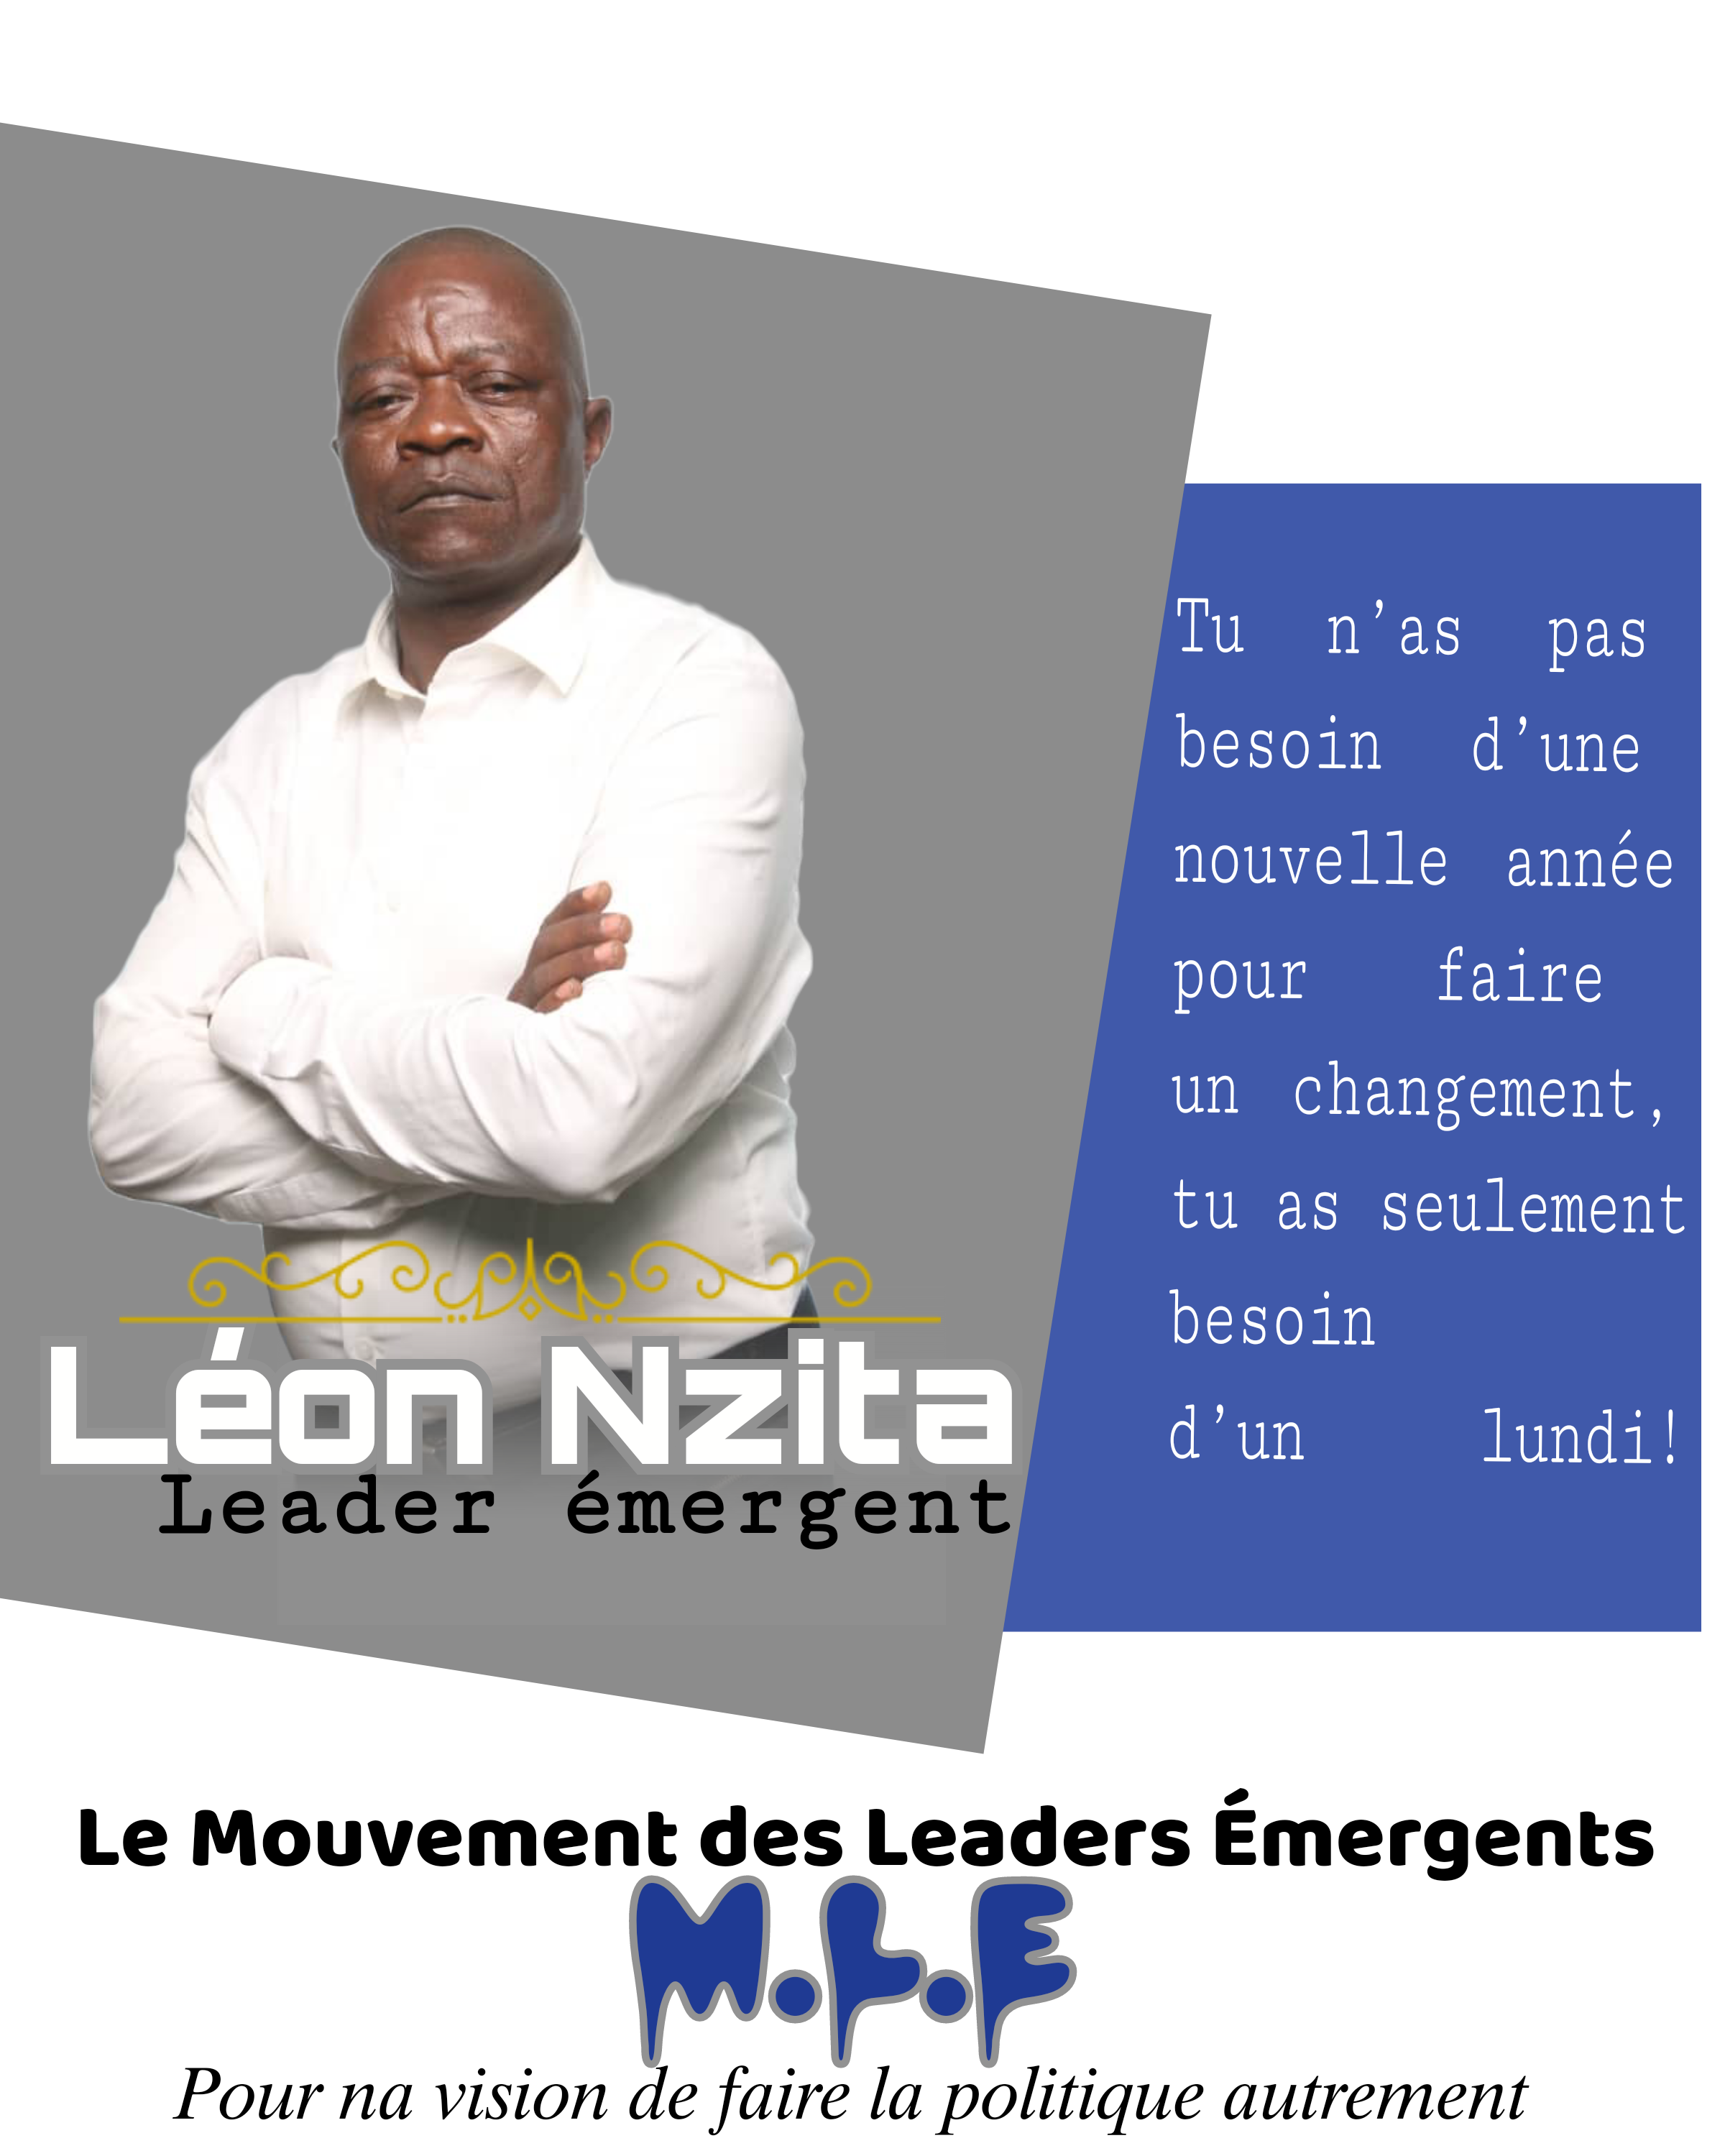 Tu n’as pas
besoin d’une
nouvelle année
pour faire
un changement,
tu as seulement
besoin
d’un lundi!
Léon Nzita
Leader émergent
Le Mouvement des Leaders Émergents
M.L.E
Pour na vision de faire la politique autrement